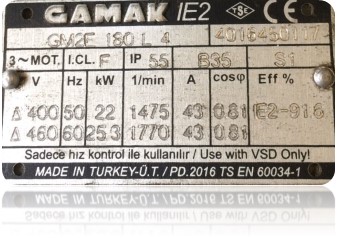 GAMAK IE2 TSE CE
GM2E 180 L 4
3~MOT. I.CL. F IP 55 B35 S1
V Hz kW 1/min A cosφ Eff %
Δ 400 50 22 1475 43 0.81 IE2-91.6
Δ 460 60 25.3 1770 43 0.81
Sadece hız kontrol ile kullanılır / Use with VSD Only!
MADE IN TURKEY-Ü.T. / PD.2016 TS EN 60034-1